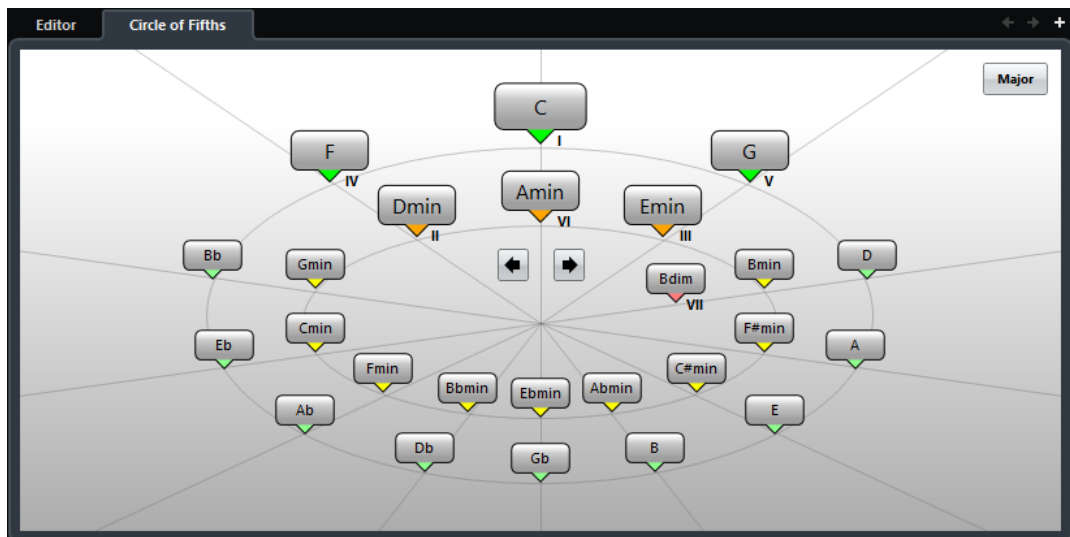 Editor
Circle of Fifths
Major
C
I
F
IV
G
V
Dmin
II
Amin
VI
Emin
III
Bb
Gmin
Bdim
VII
Bmin
D
Eb
Cmin
F#min
A
Fmin
C#min
Bbmin
Ebmin
Abmin
Ab
E
Db
Gb
B